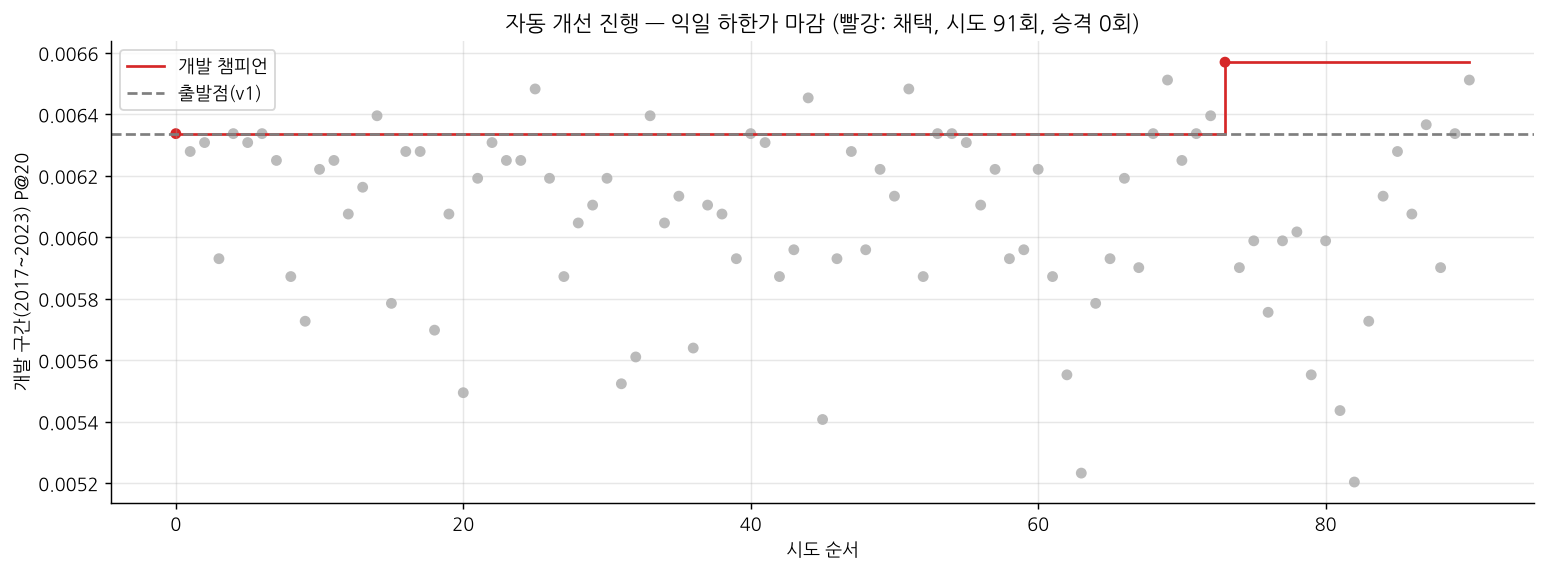 자동 개선 진행 — 익일 하한가 마감 (빨강: 채택, 시도 91회, 승격 0회)
개발 챔피언
출발점(v1)
개발 구간(2017~2023) P@20
0.0066
0.0064
0.0062
0.0060
0.0058
0.0056
0.0054
0.0052
0
20
40
60
80
시도 순서